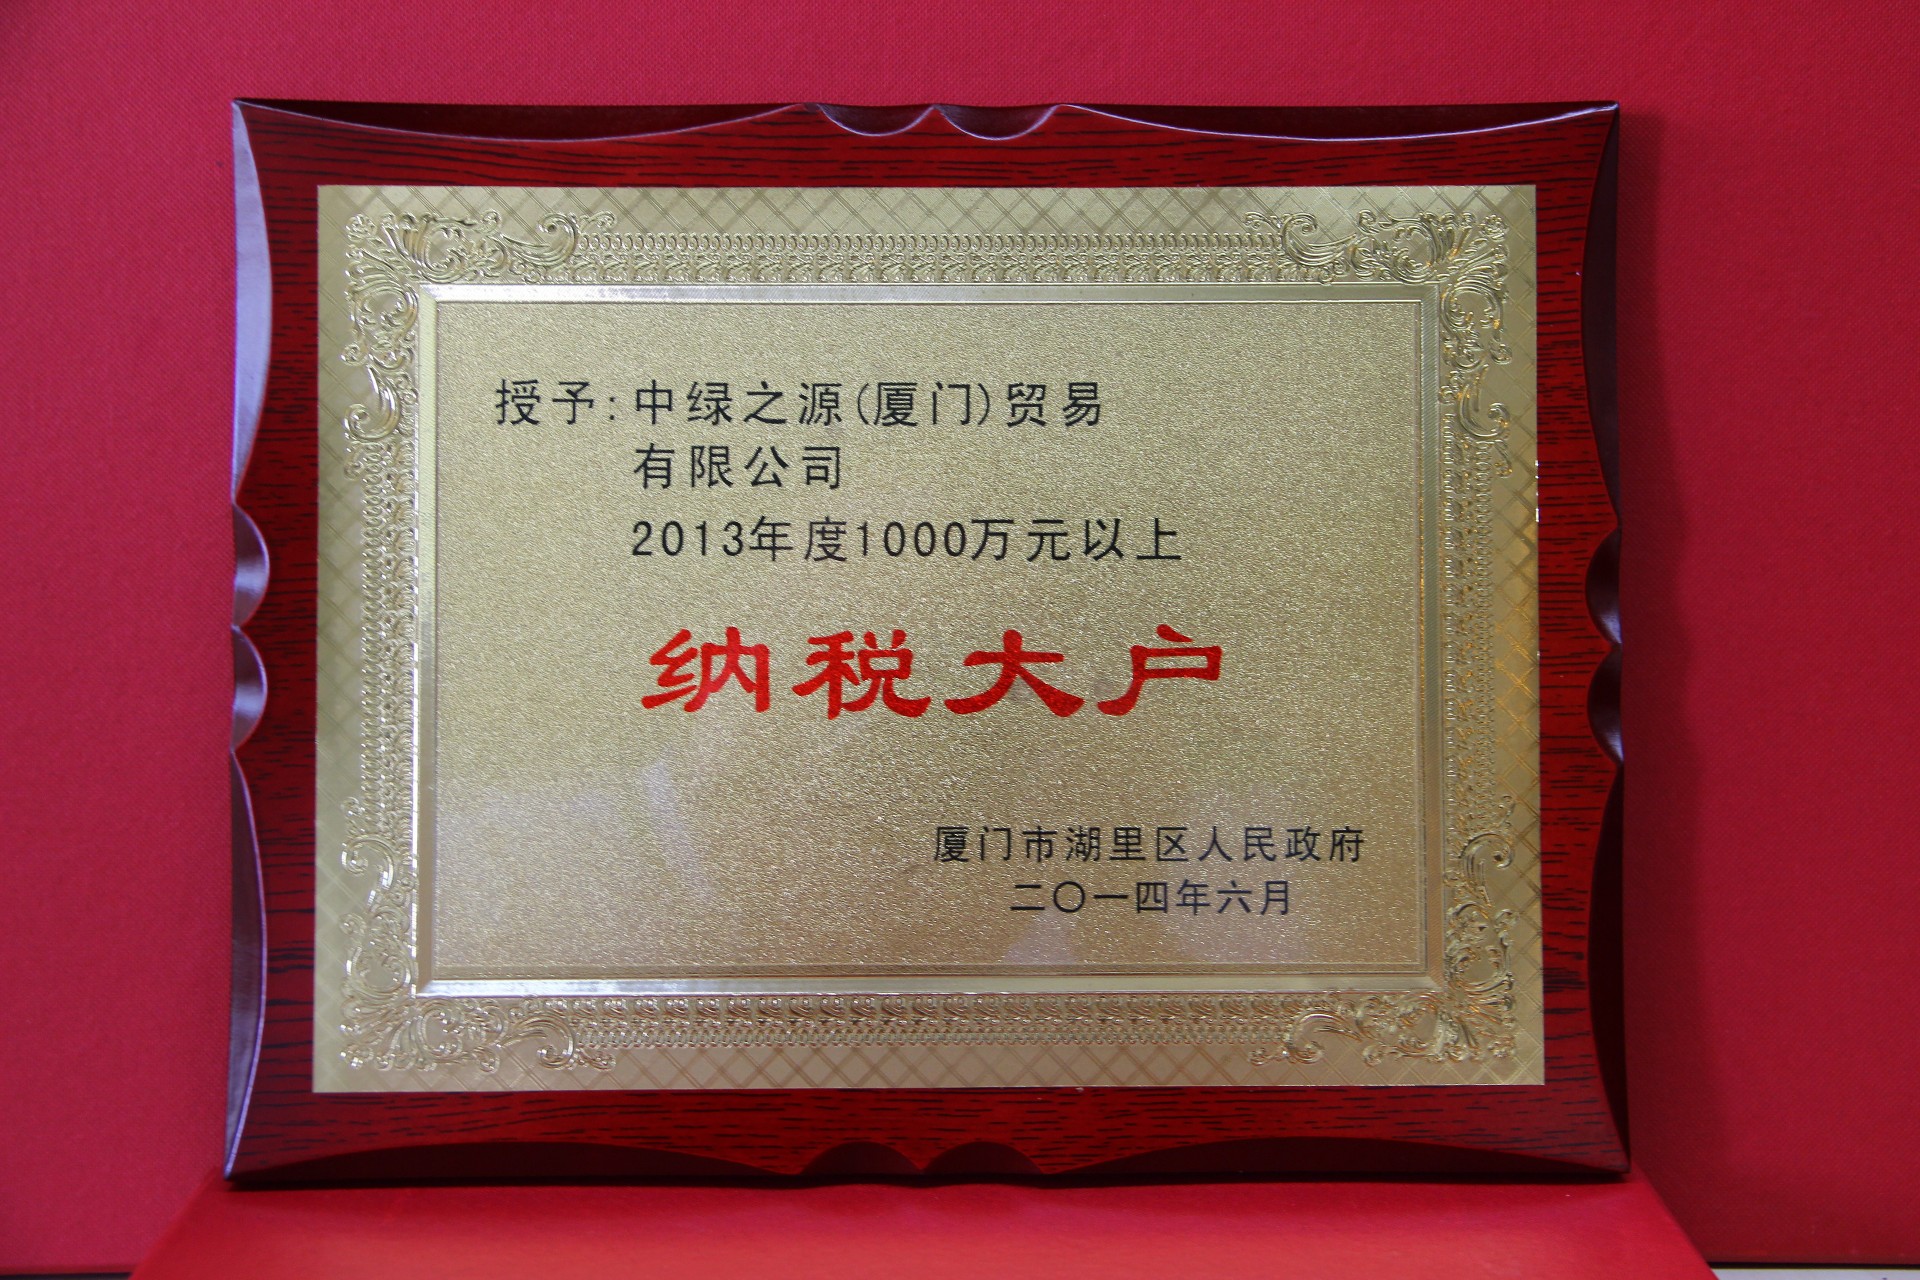 授予:中绿之源(厦门)贸易
有限公司
2013年度1000万元以上
纳税大户
厦门市湖里区人民政府
二〇一四年六月